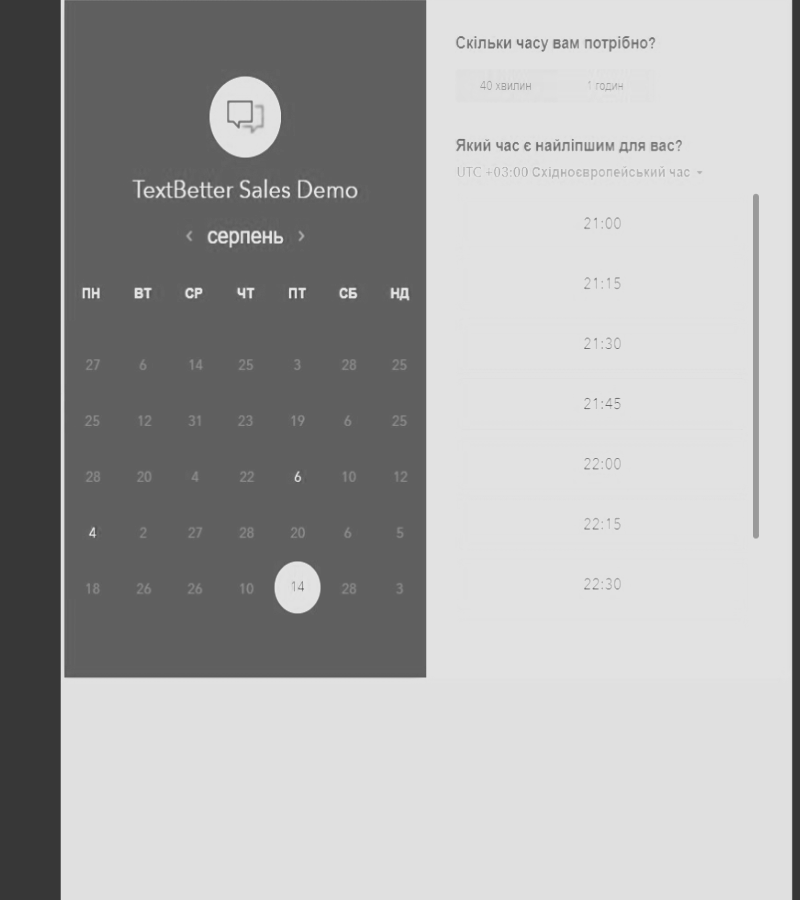 TextBetter Sales Demo
‹ серпень ›
ПН ВТ СР ЧТ ПТ СБ НД
27 6 14 25 3 28 25
25 12 31 23 19 6 25
28 20 4 22 6 10 12
4 2 27 28 20 6 5
18 26 26 10 14 28 3
Скільки часу вам потрібно?
40 хвилин 1 годин
Який час є найліпшим для вас?
UTC +03:00 Східноєвропейський час
21:00
21:15
21:30
21:45
22:00
22:15
22:30